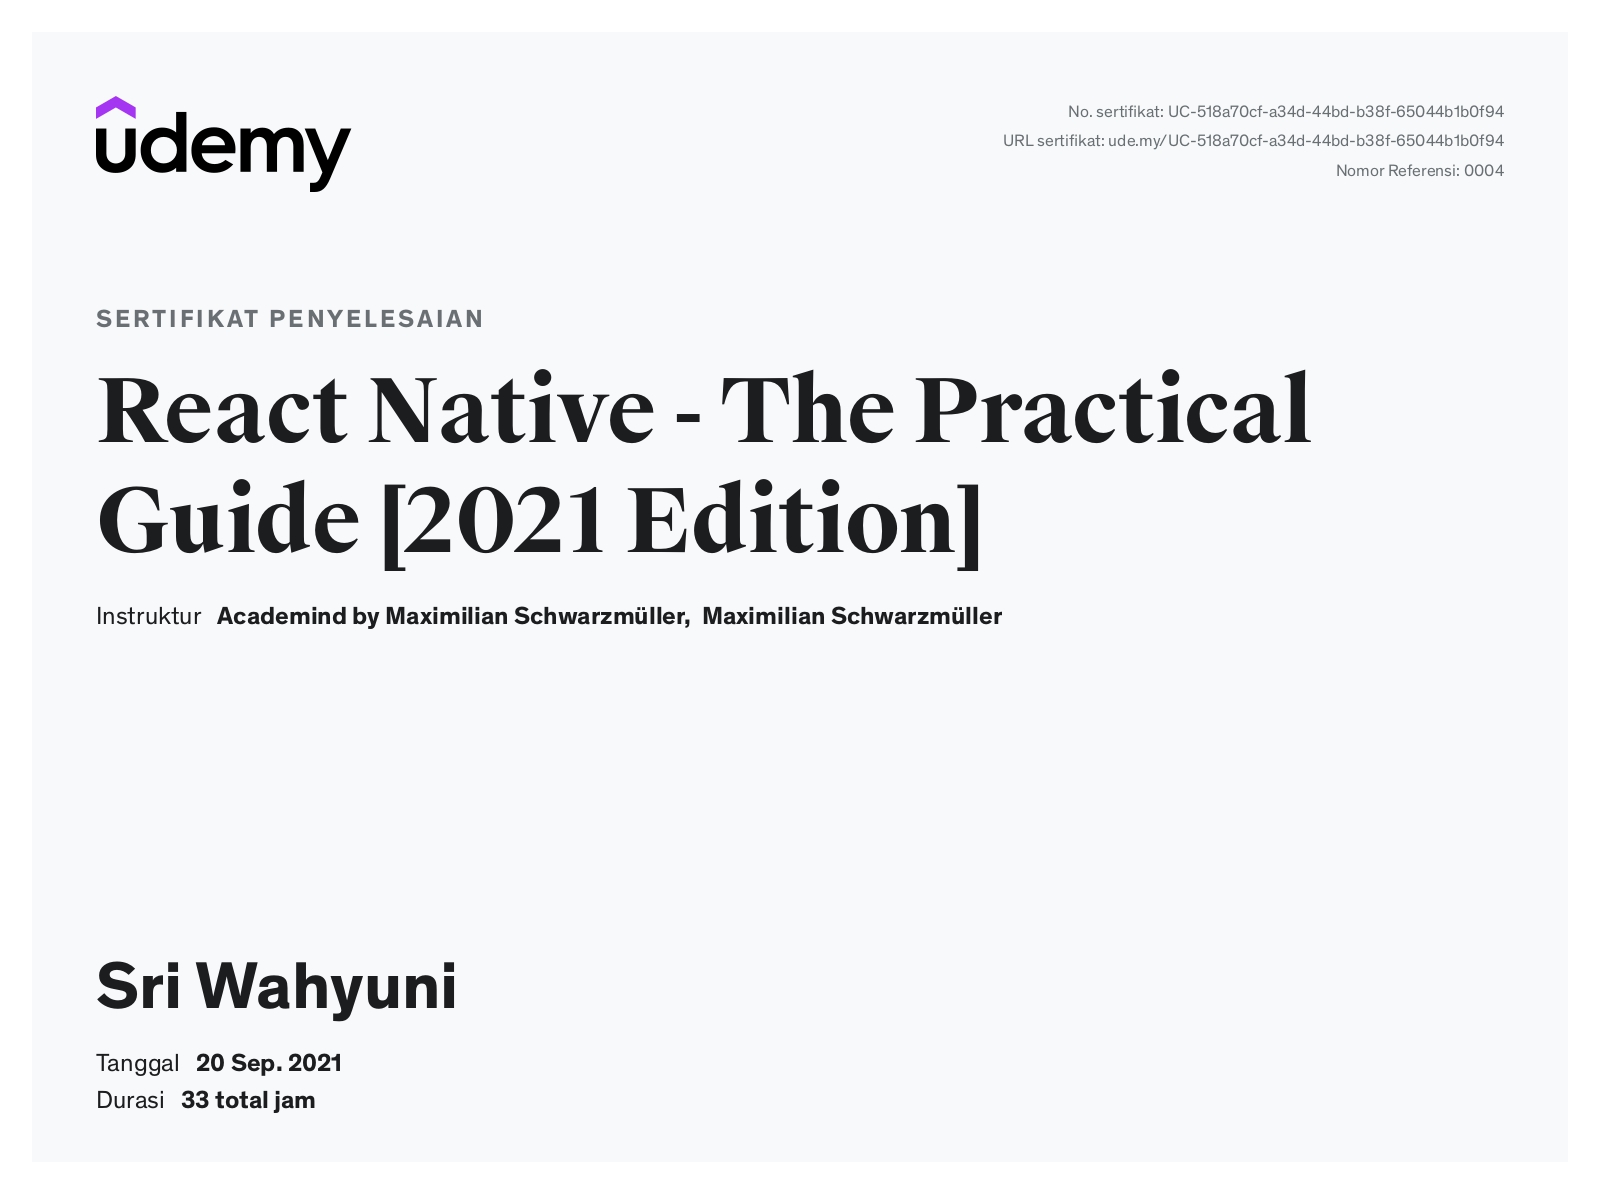 udemy
No. sertifikat: UC-518a70cf-a34d-44bd-b38f-65044b1b0f94
URL sertifikat: ude.my/UC-518a70cf-a34d-44bd-b38f-65044b1b0f94
Nomor Referensi: 0004
SERTIFIKAT PENYELESAIAN
React Native - The Practical
Guide [2021 Edition]
Instruktur Academind by Maximilian Schwarzmüller, Maximilian Schwarzmüller
Sri Wahyuni
Tanggal 20 Sep. 2021
Durasi 33 total jam